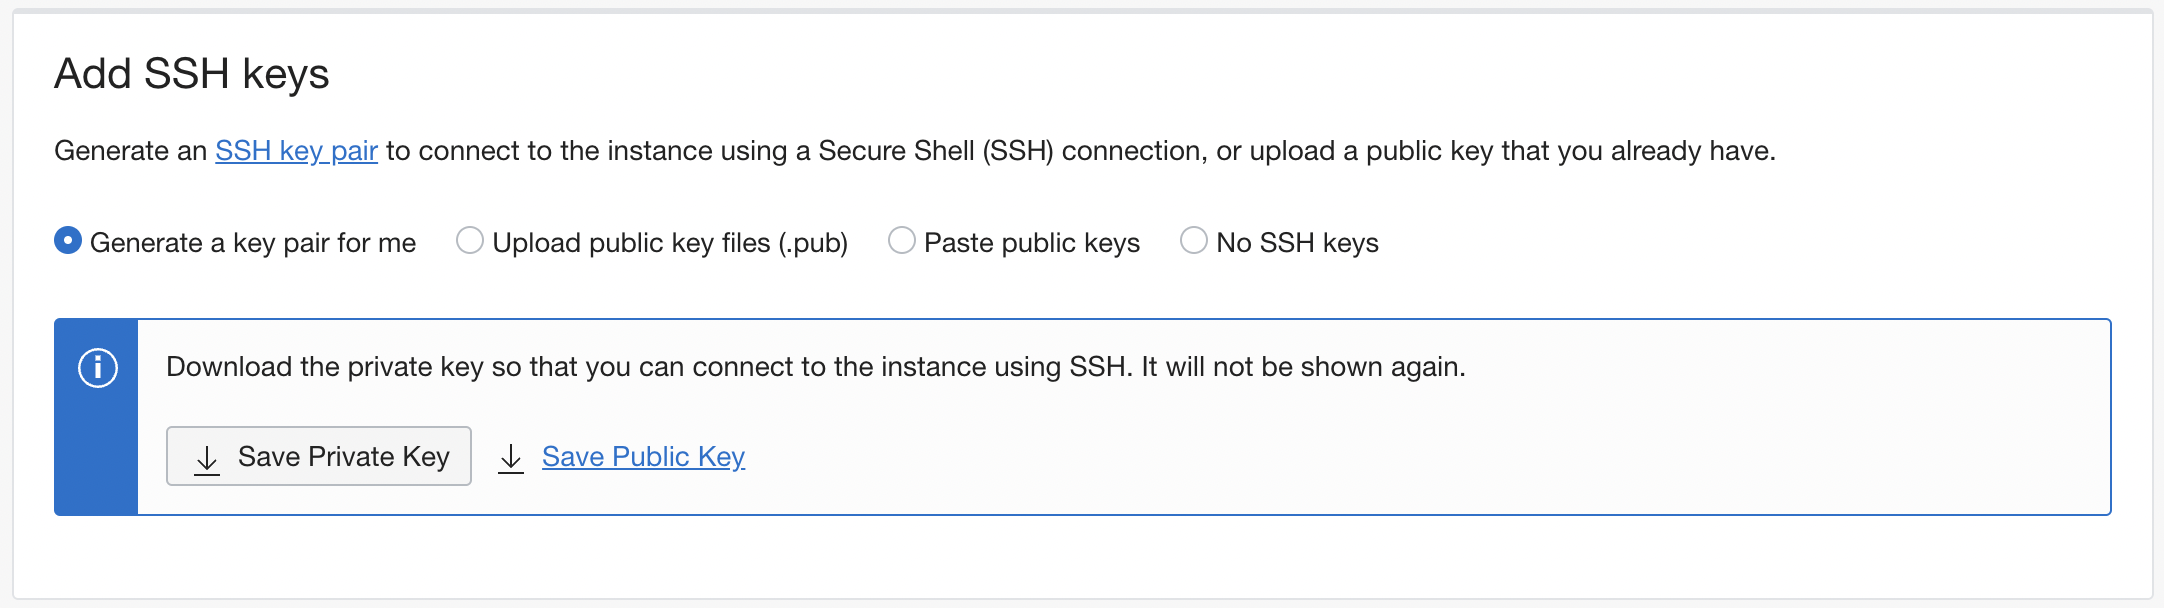 Add SSH keys
Generate an SSH key pair to connect to the instance using a Secure Shell (SSH) connection, or upload a public key that you already have.
Generate a key pair for me Upload public key files (.pub) Paste public keys No SSH keys
Download the private key so that you can connect to the instance using SSH. It will not be shown again.
Save Private Key Save Public Key